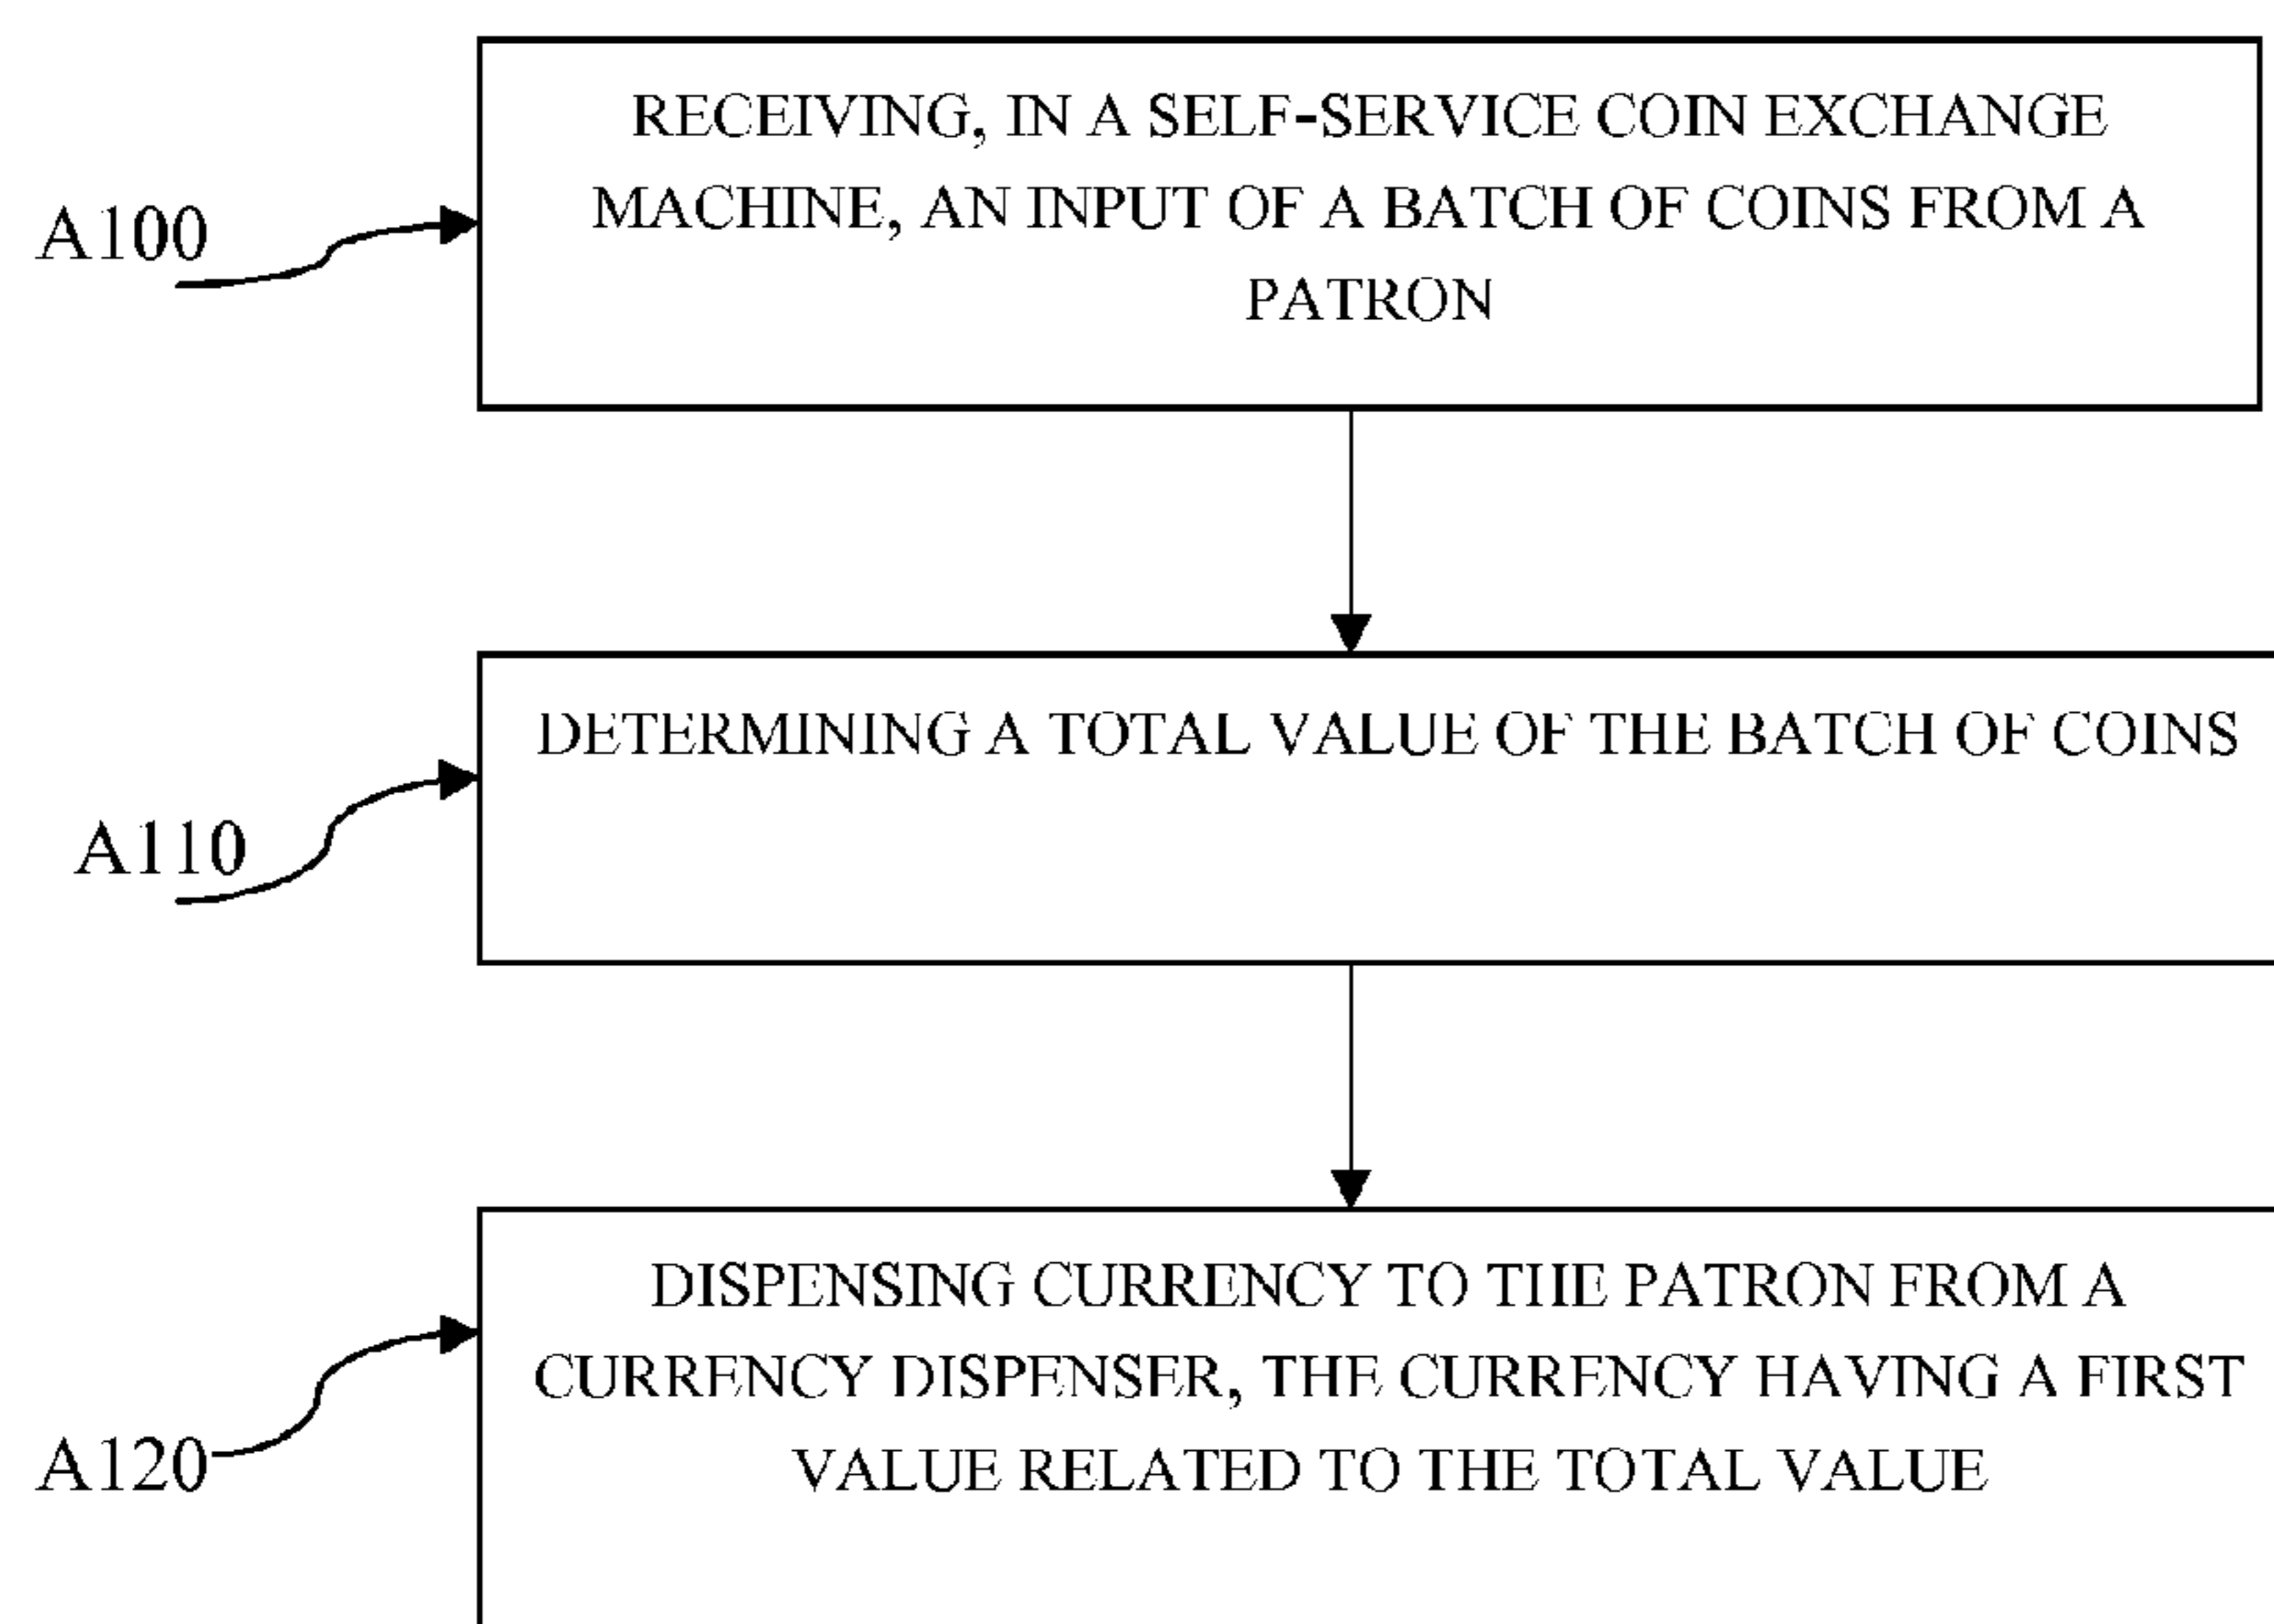 RECEIVING, IN A SELF-SERVICE COIN EXCHANGE
MACHINE, AN INPUT OF A BATCH OF COINS FROM A
PATRON
A100
DETERMINING A TOTAL VALUE OF THE BATCH OF COINS
A110
DISPENSING CURRENCY TO THE PATRON FROM A
CURRENCY DISPENSER, THE CURRENCY HAVING A FIRST
VALUE RELATED TO THE TOTAL VALUE
A120